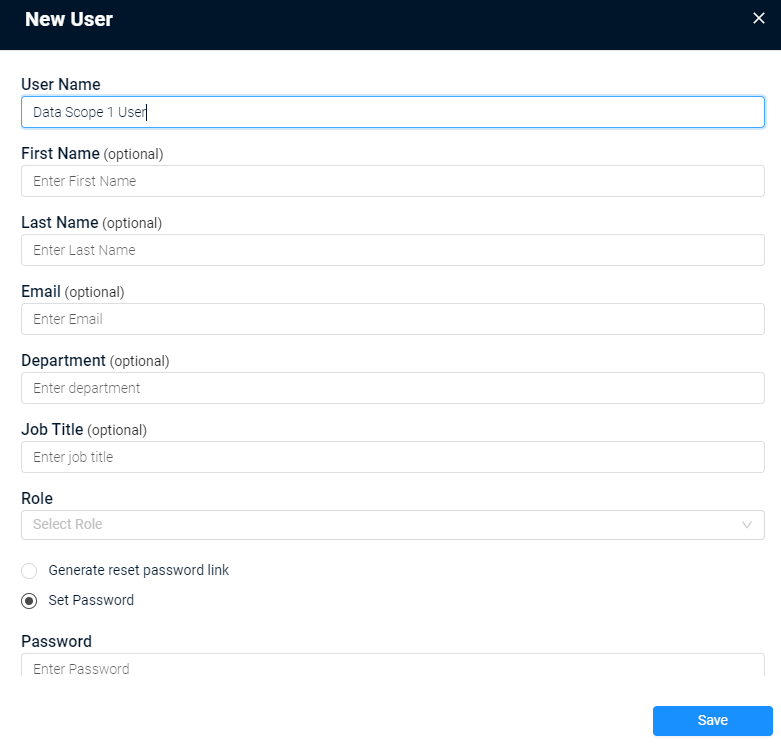 New User
User Name
Data Scope 1 User
First Name (optional)
Enter First Name
Last Name (optional)
Enter Last Name
Email (optional)
Enter Email
Department (optional)
Enter department
Job Title (optional)
Enter job title
Role
Select Role
Generate reset password link
Set Password
Password
Enter Password
Save